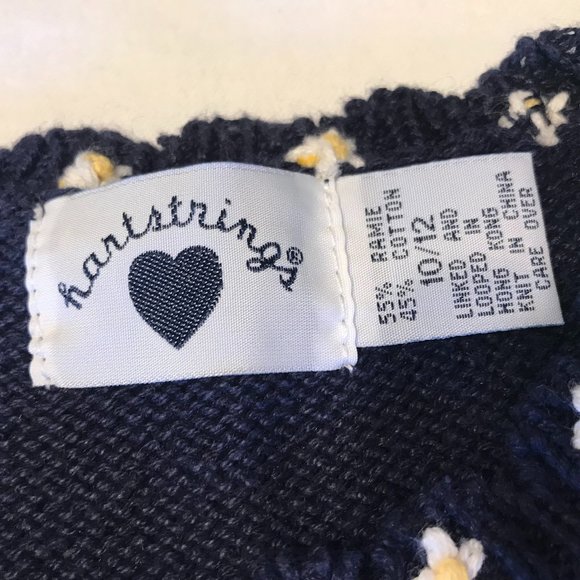 hartstrings®
55% RAMIE
45% COTTON
10/12
LINKED AND
LOOPED IN
HONG KONG
KNIT IN CHINA
CARE OVER